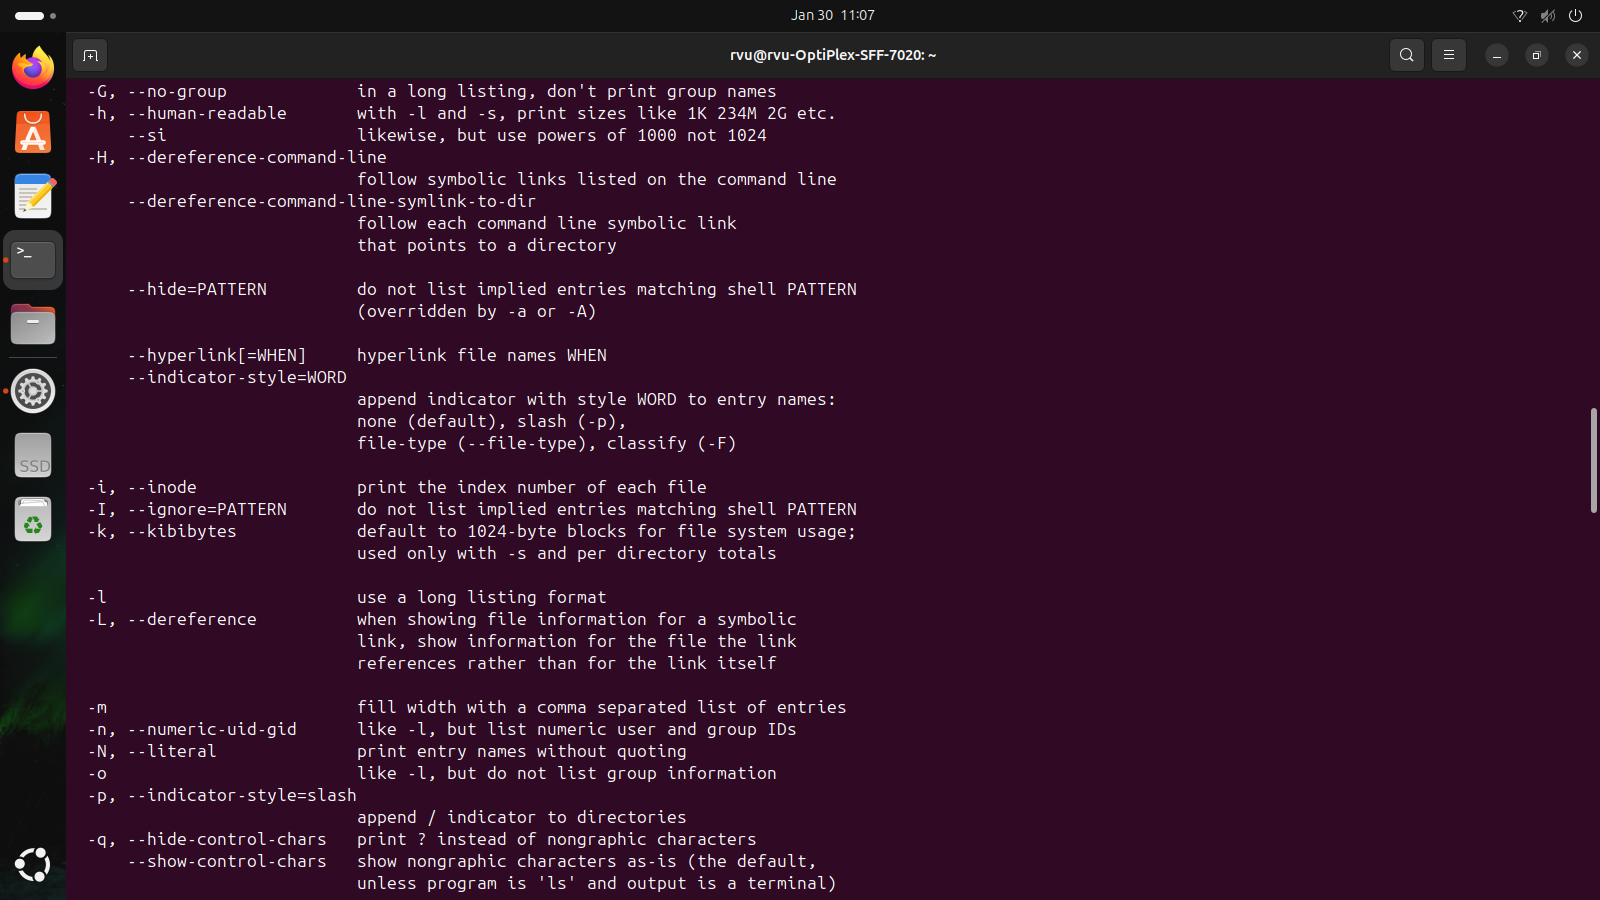 Jan 30 11:07
rvu@rvu-OptiPlex-SFF-7020: ~
-G, --no-group in a long listing, don't print group names
-h, --human-readable with -l and -s, print sizes like 1K 234M 2G etc.
--si likewise, but use powers of 1000 not 1024
-H, --dereference-command-line
follow symbolic links listed on the command line
--dereference-command-line-symlink-to-dir
follow each command line symbolic link
that points to a directory
--hide=PATTERN do not list implied entries matching shell PATTERN
(overridden by -a or -A)
--hyperlink[=WHEN] hyperlink file names WHEN
--indicator-style=WORD
append indicator with style WORD to entry names:
none (default), slash (-p),
file-type (--file-type), classify (-F)
-i, --inode print the index number of each file
-I, --ignore=PATTERN do not list implied entries matching shell PATTERN
-k, --kibibytes default to 1024-byte blocks for file system usage;
used only with -s and per directory totals
-l use a long listing format
-L, --dereference when showing file information for a symbolic
link, show information for the file the link
references rather than for the link itself
-m fill width with a comma separated list of entries
-n, --numeric-uid-gid like -l, but list numeric user and group IDs
-N, --literal print entry names without quoting
-o like -l, but do not list group information
-p, --indicator-style=slash
append / indicator to directories
-q, --hide-control-chars print ? instead of nongraphic characters
--show-control-chars show nongraphic characters as-is (the default,
unless program is 'ls' and output is a terminal)
>_
SSD